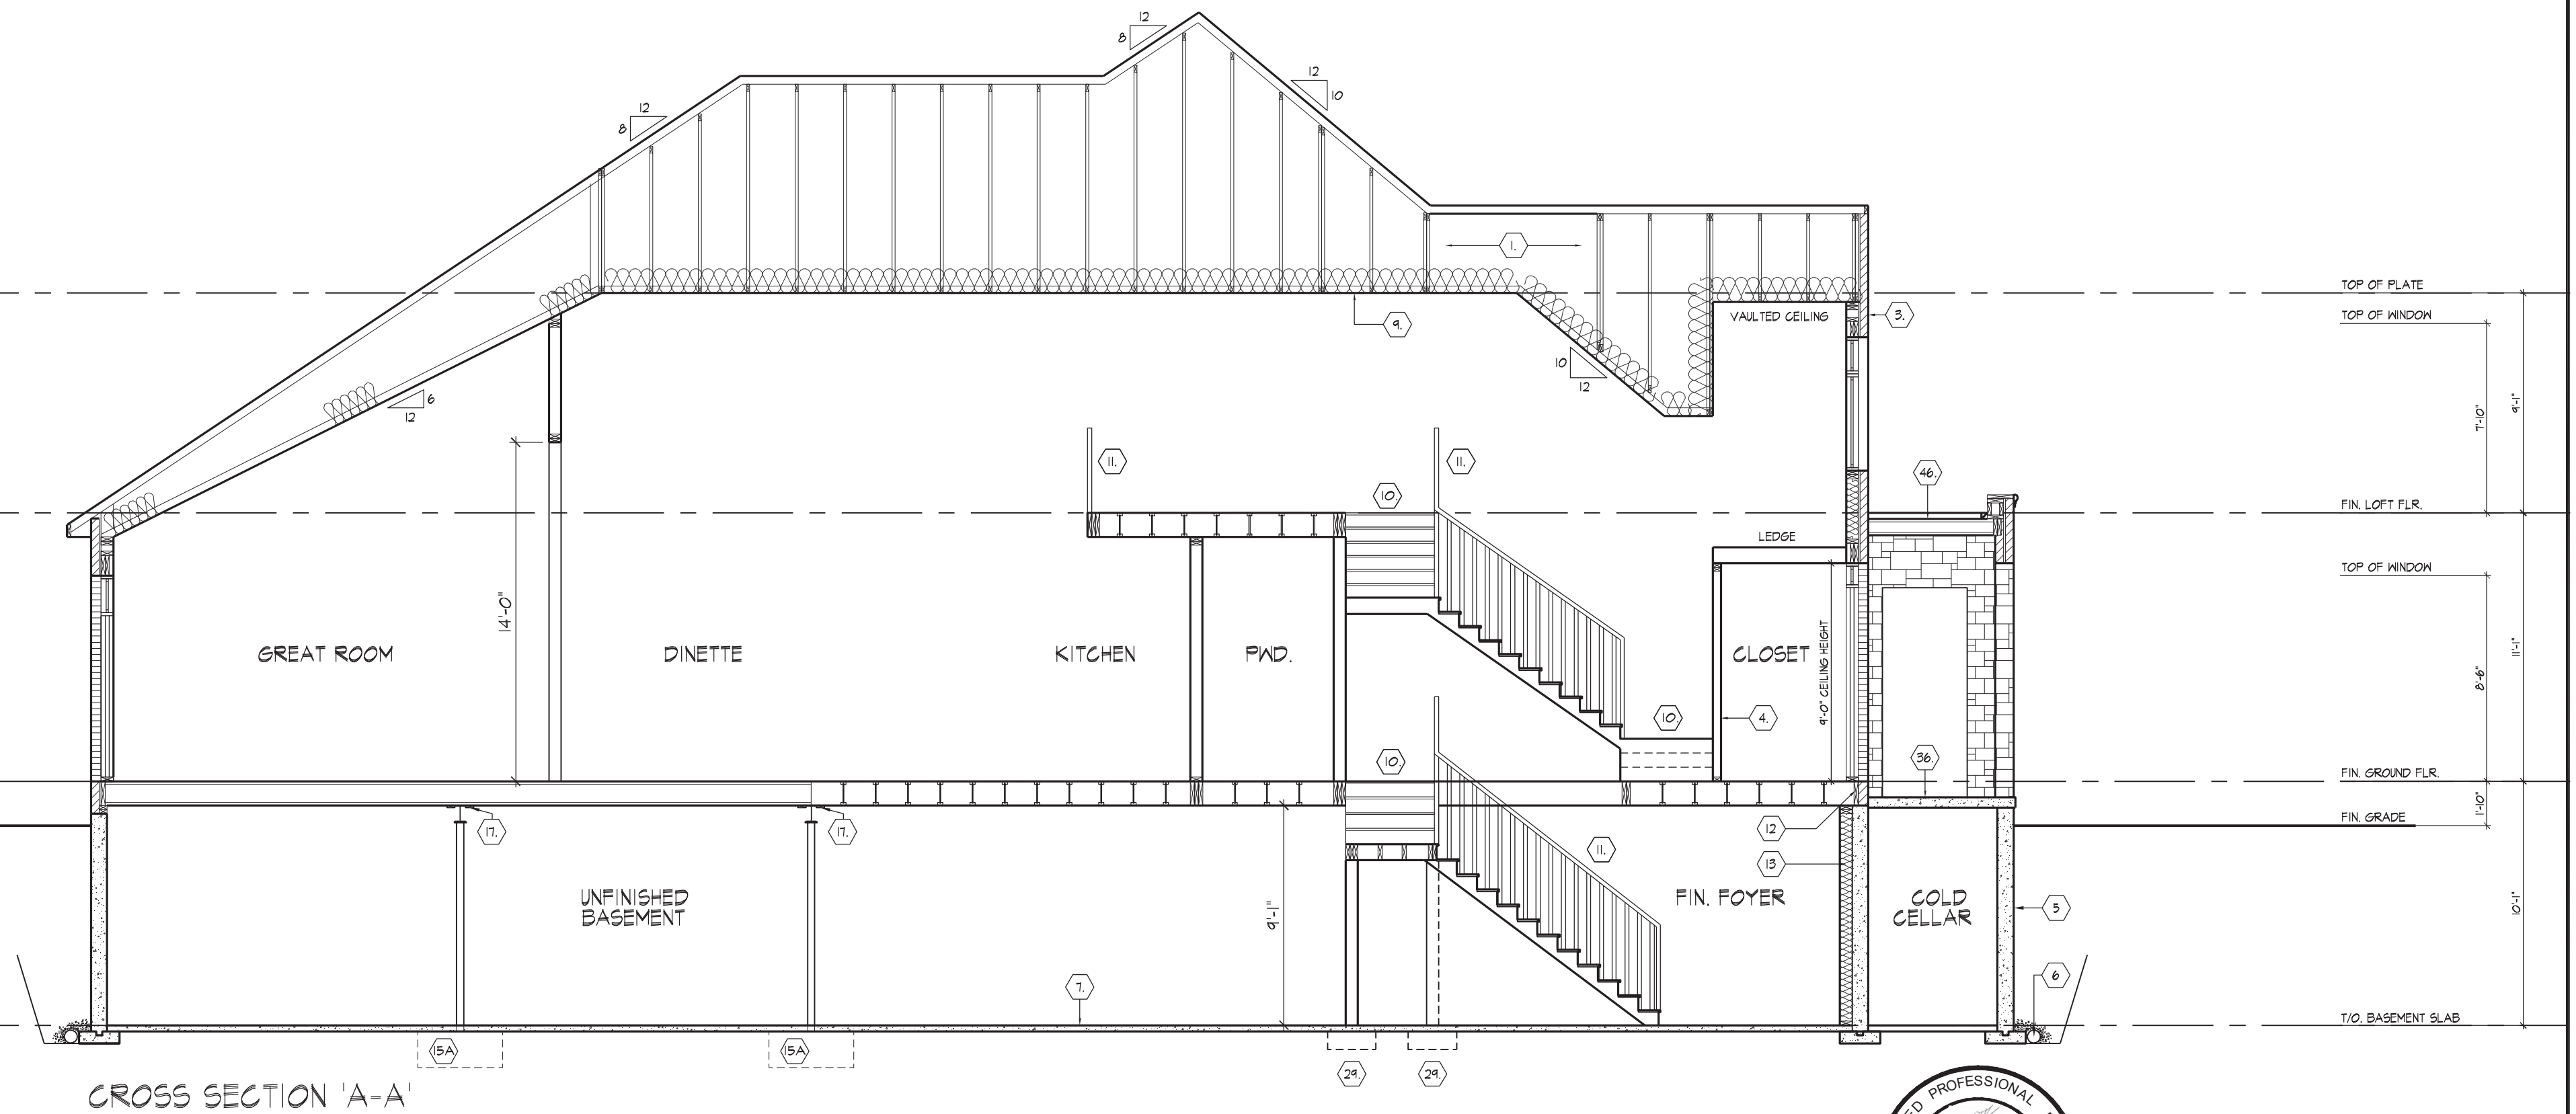 12
8
12
10
12
8
1.
TOP OF PLATE
9.
VAULTED CEILING
3.
TOP OF WINDOW
10
12
6
12
7'-10"
9'-1"
11.
11.
46.
10.
FIN. LOFT FLR.
LEDGE
TOP OF WINDOW
14'-0"
GREAT ROOM
DINETTE
KITCHEN
PWD.
CLOSET
9'-0" CEILING HEIGHT
8'-6"
11'-1"
10.
4.
10.
36.
FIN. GROUND FLR.
1'-10"
17.
17.
12
FIN. GRADE
11.
13
UNFINISHED
BASEMENT
9'-1"
FIN. FOYER
COLD
CELLAR
5
10'-1"
7.
6
T/O. BASEMENT SLAB
15A
15A
29.
29.
CROSS SECTION 'A-A'
ED PROFESSIONAL